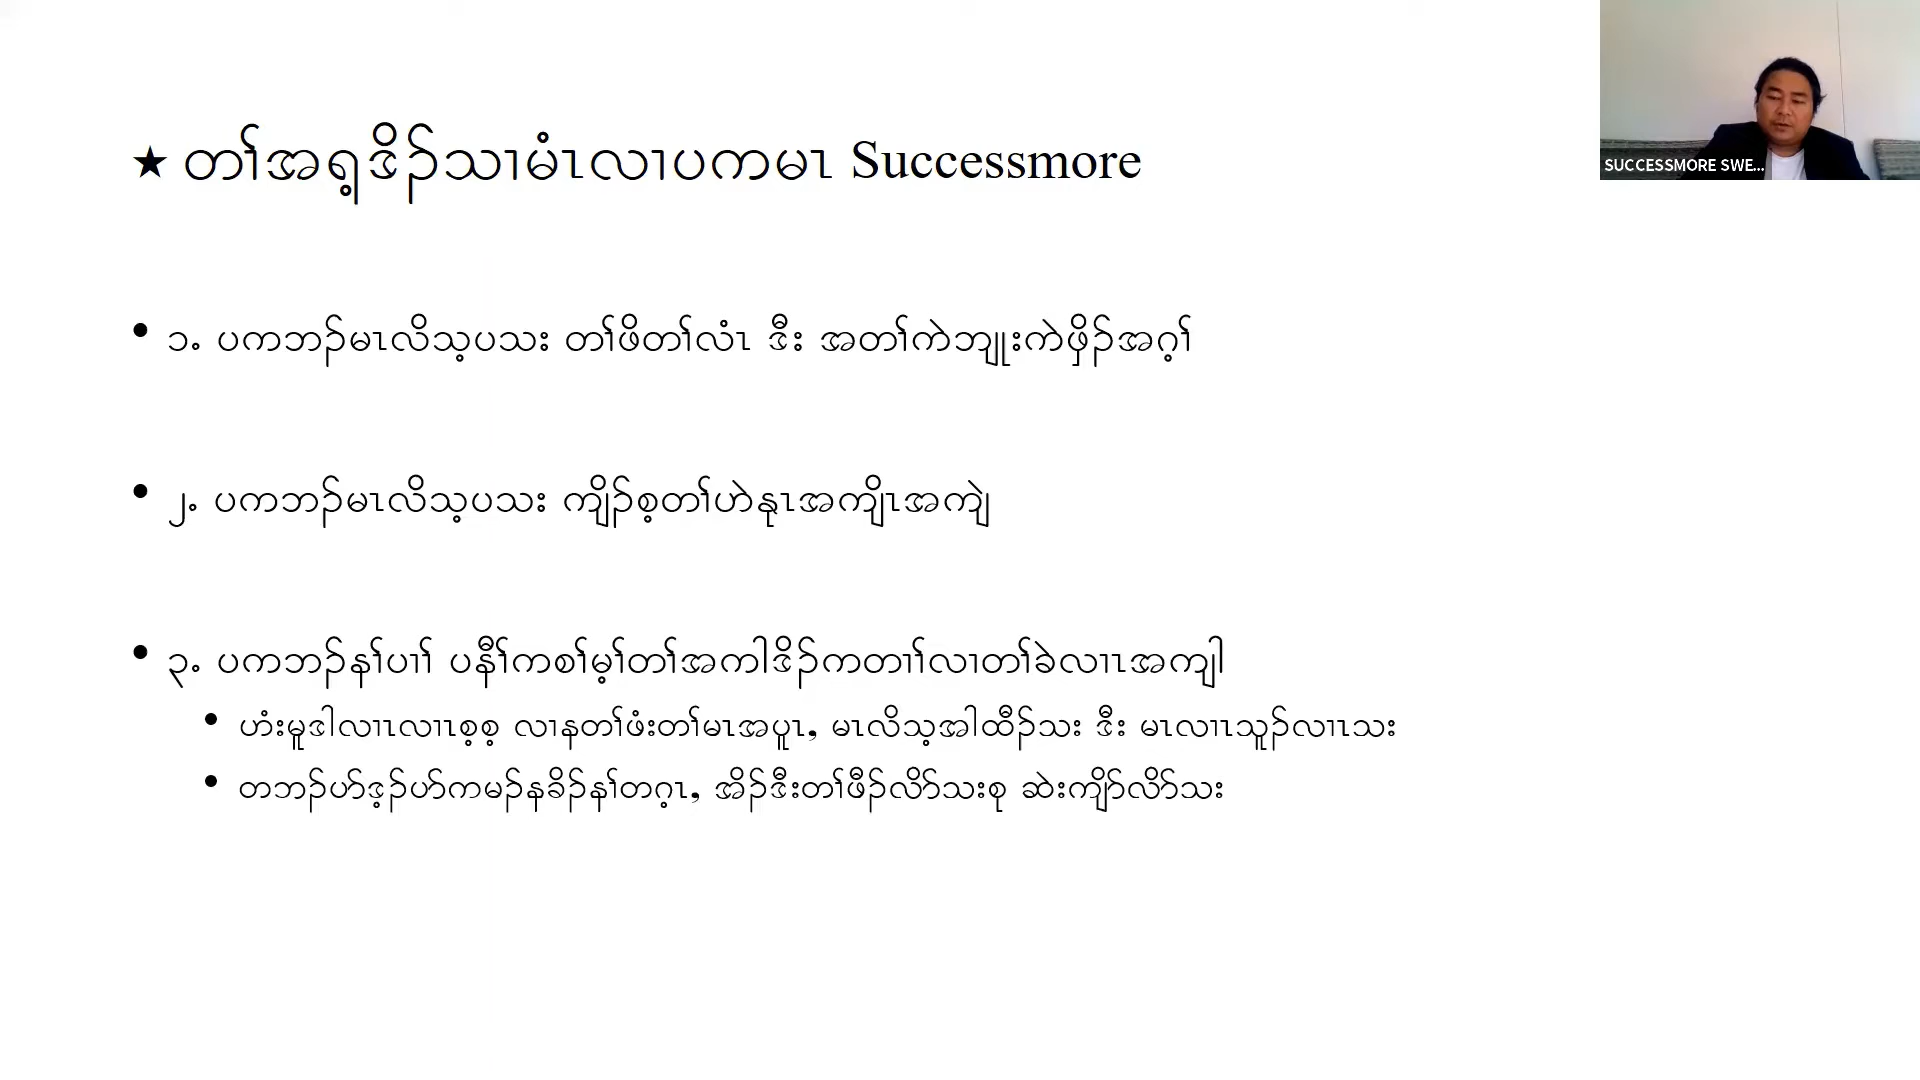 ★ တၢ်အရ့ဒိၣ်သၢမံၤလၢပကမၤ Successmore
SUCCESSMORE SWE...
• ၁. ပကဘၣ်မၤလိသ့ပသး တၢ်ဖိတၢ်လံၤ ဒီး အတၢ်ကဲဘျုးကဲဖှိၣ်အဂ့ၢ်
• ၂. ပကဘၣ်မၤလိသ့ပသး ကျိၣ်စ့တၢ်ဟဲနုၤအကျိၤအကျဲ
• ၃. ပကဘၣ်နၢ်ပၢၢ် ပနီၢ်ကစၢ်မ့ၢ်တၢ်အကါဒိၣ်ကတၢၢ်လၢတၢ်ခဲလၢၤအကျါ
• ဟံးမူဒါလၢၤလၢၤစ့စ့ လၢနတၢ်ဖံးတၢ်မၤအပူၤ, မၤလိသ့အါထီၣ်သး ဒီး မၤလၢၤသူၣ်လၢၤသး
• တဘၣ်ဟ်ဒ့ၣ်ဟ်ကမၣ်နခိၣ်နၢ်တဂ့ၤ, အိၣ်ဒီးတၢ်ဖီၣ်လိာ်သးစု ဆဲးကျိာ်လိာ်သး